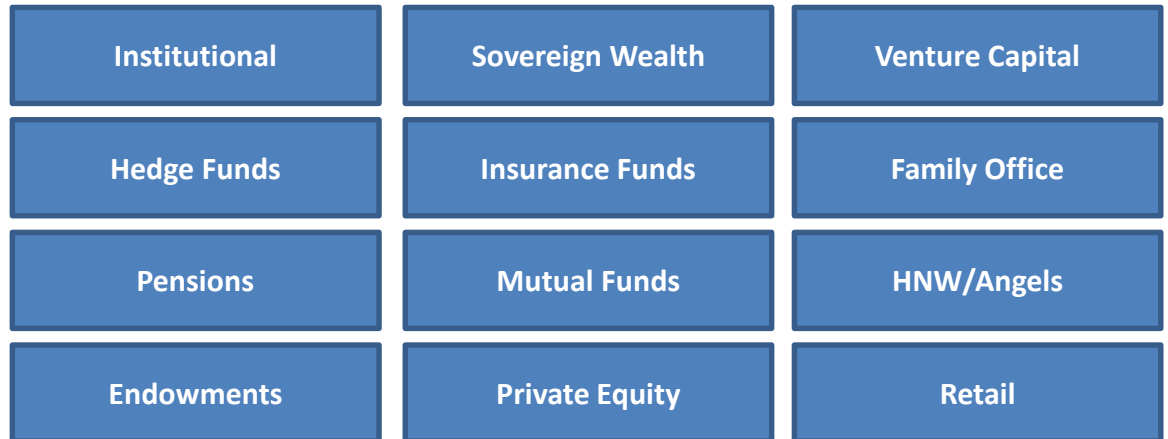 Institutional
Sovereign Wealth
Venture Capital
Hedge Funds
Insurance Funds
Family Office
Pensions
Mutual Funds
HNW/Angels
Endowments
Private Equity
Retail